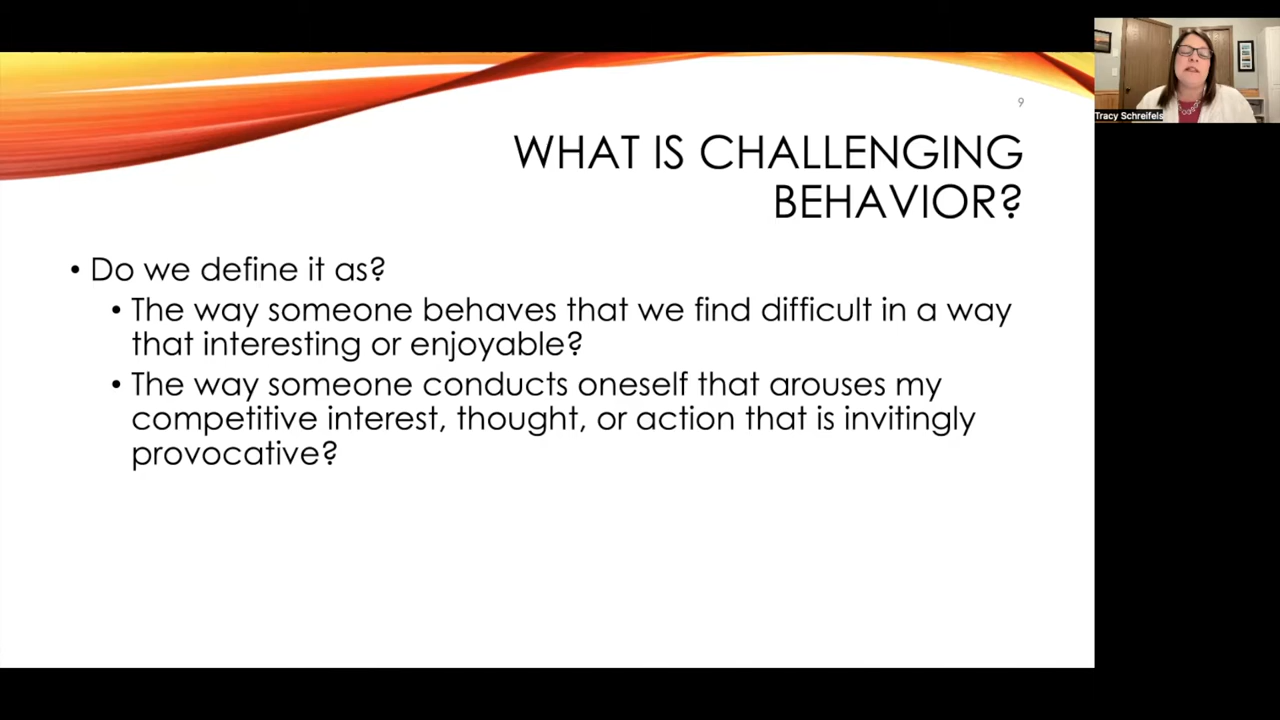 9
WHAT IS CHALLENGING
BEHAVIOR?
• Do we define it as?
• The way someone behaves that we find difficult in a way
that interesting or enjoyable?
• The way someone conducts oneself that arouses my
competitive interest, thought, or action that is invitingly
provocative?
Tracy Schreifels